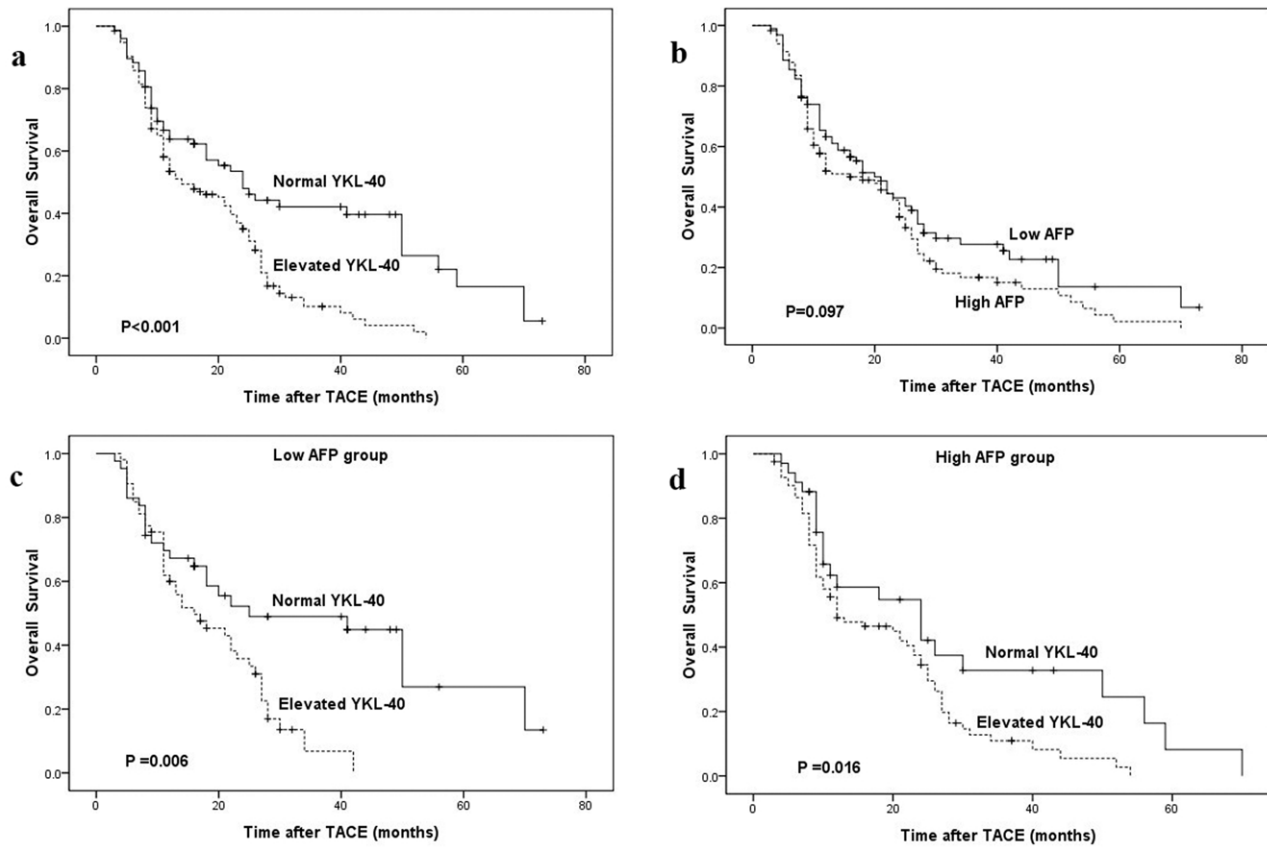 a
Overall Survival
1.0
0.8
0.6
0.4
0.2
0.0
Normal YKL-40
Elevated YKL-40
P<0.001
0 20 40 60 80
Time after TACE (months)
b
Overall Survival
1.0
0.8
0.6
0.4
0.2
0.0
Low AFP
High AFP
P=0.097
0 20 40 60 80
Time after TACE (months)
c
Low AFP group
Overall Survival
1.0
0.8
0.6
0.4
0.2
0.0
Normal YKL-40
Elevated YKL-40
P =0.006
0 20 40 60 80
Time after TACE (months)
d
High AFP group
Overall Survival
1.0
0.8
0.6
0.4
0.2
0.0
Normal YKL-40
Elevated YKL-40
P =0.016
0 20 40 60
Time after TACE (months)